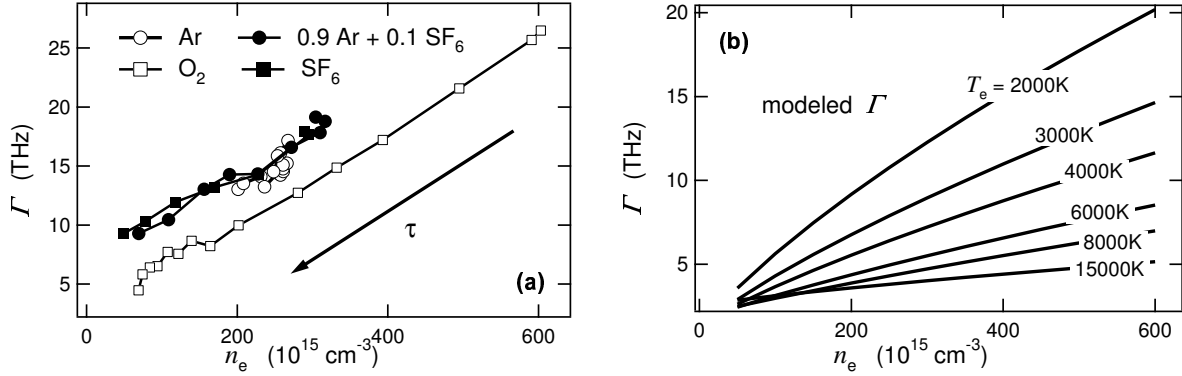 (a)
Ar
0.9 Ar + 0.1 SF6
O2
SF6
Γ (THz)
25
20
15
10
5
τ
0
200
400
600
ne (10^15 cm^-3)
(b)
modeled Γ
Te = 2000K
3000K
4000K
6000K
8000K
15000K
Γ (THz)
20
15
10
5
0
200
400
600
ne (10^15 cm^-3)